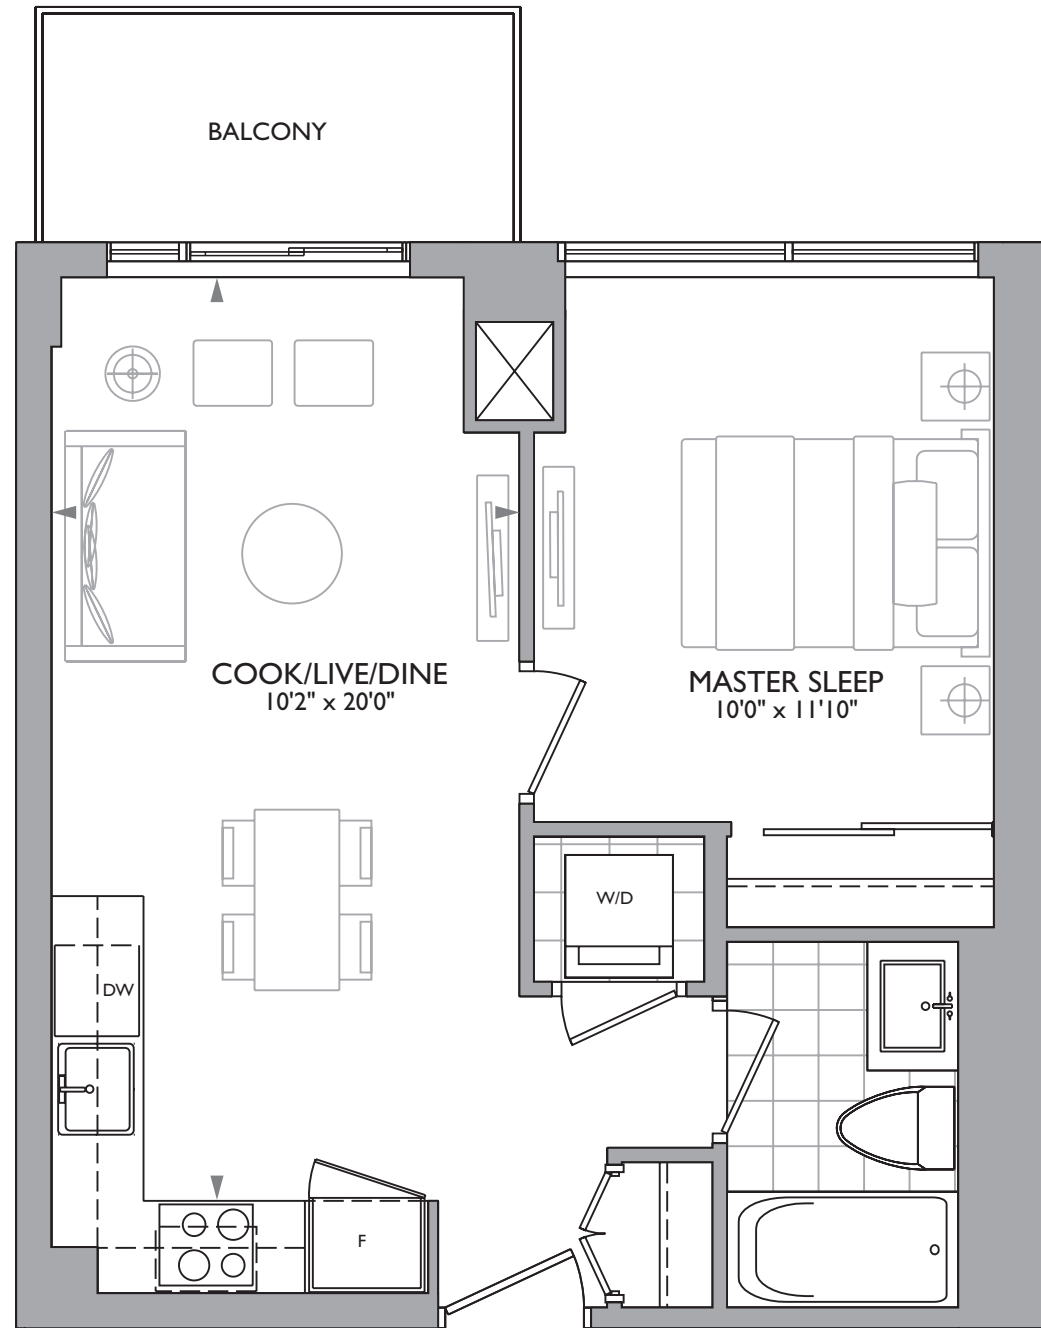 BALCONY
COOK/LIVE/DINE
10'2" x 20'0"
MASTER SLEEP
10'0" x 11'10"
W/D
DW
F